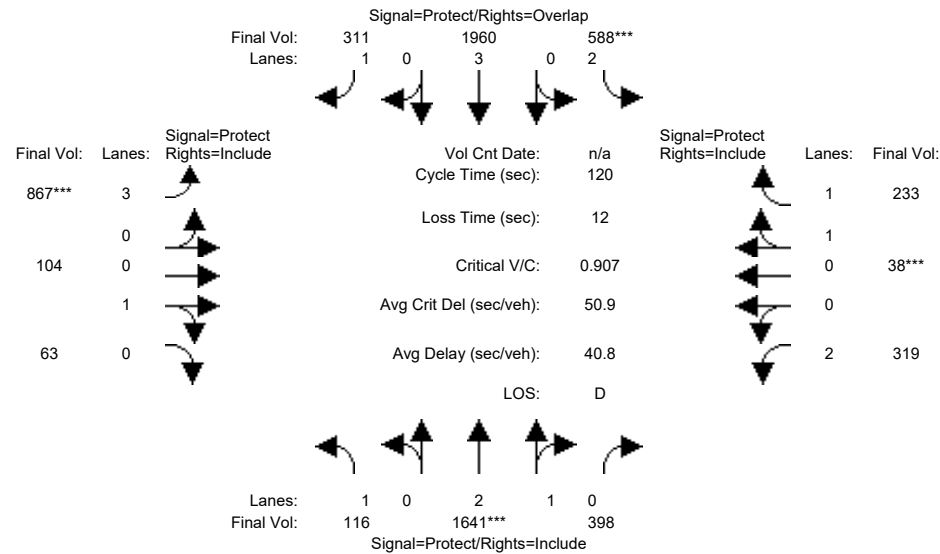 Signal=Protect/Rights=Overlap
Final Vol: 311 1960 588***
Lanes: 1 0 3 0 2
Signal=Protect Signal=Protect
Final Vol: Lanes: Rights=Include Vol Cnt Date: n/a Rights=Include Lanes: Final Vol:
Cycle Time (sec): 120
867*** 3 1 233
Loss Time (sec): 12
0 1
104 0 Critical V/C: 0.907 0 38***
1 Avg Crit Del (sec/veh): 50.9 0
63 0 Avg Delay (sec/veh): 40.8 2 319
LOS: D
Lanes: 1 0 2 1 0
Final Vol: 116 1641*** 398
Signal=Protect/Rights=Include